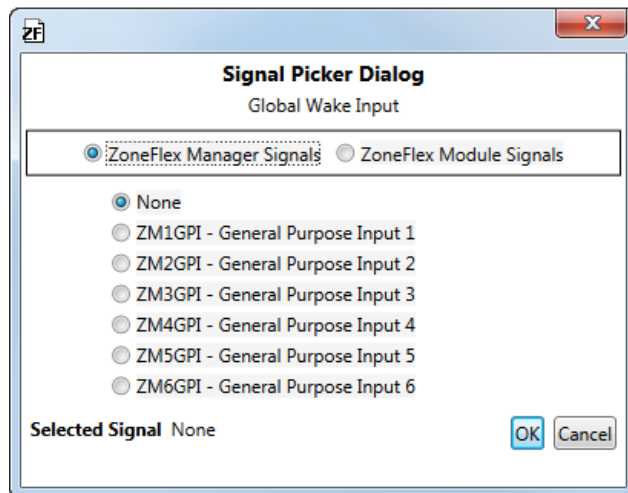 ZF
Signal Picker Dialog
Global Wake Input
ZoneFlex Manager Signals ZoneFlex Module Signals
None
ZM1GPI - General Purpose Input 1
ZM2GPI - General Purpose Input 2
ZM3GPI - General Purpose Input 3
ZM4GPI - General Purpose Input 4
ZM5GPI - General Purpose Input 5
ZM6GPI - General Purpose Input 6
Selected Signal None OK Cancel